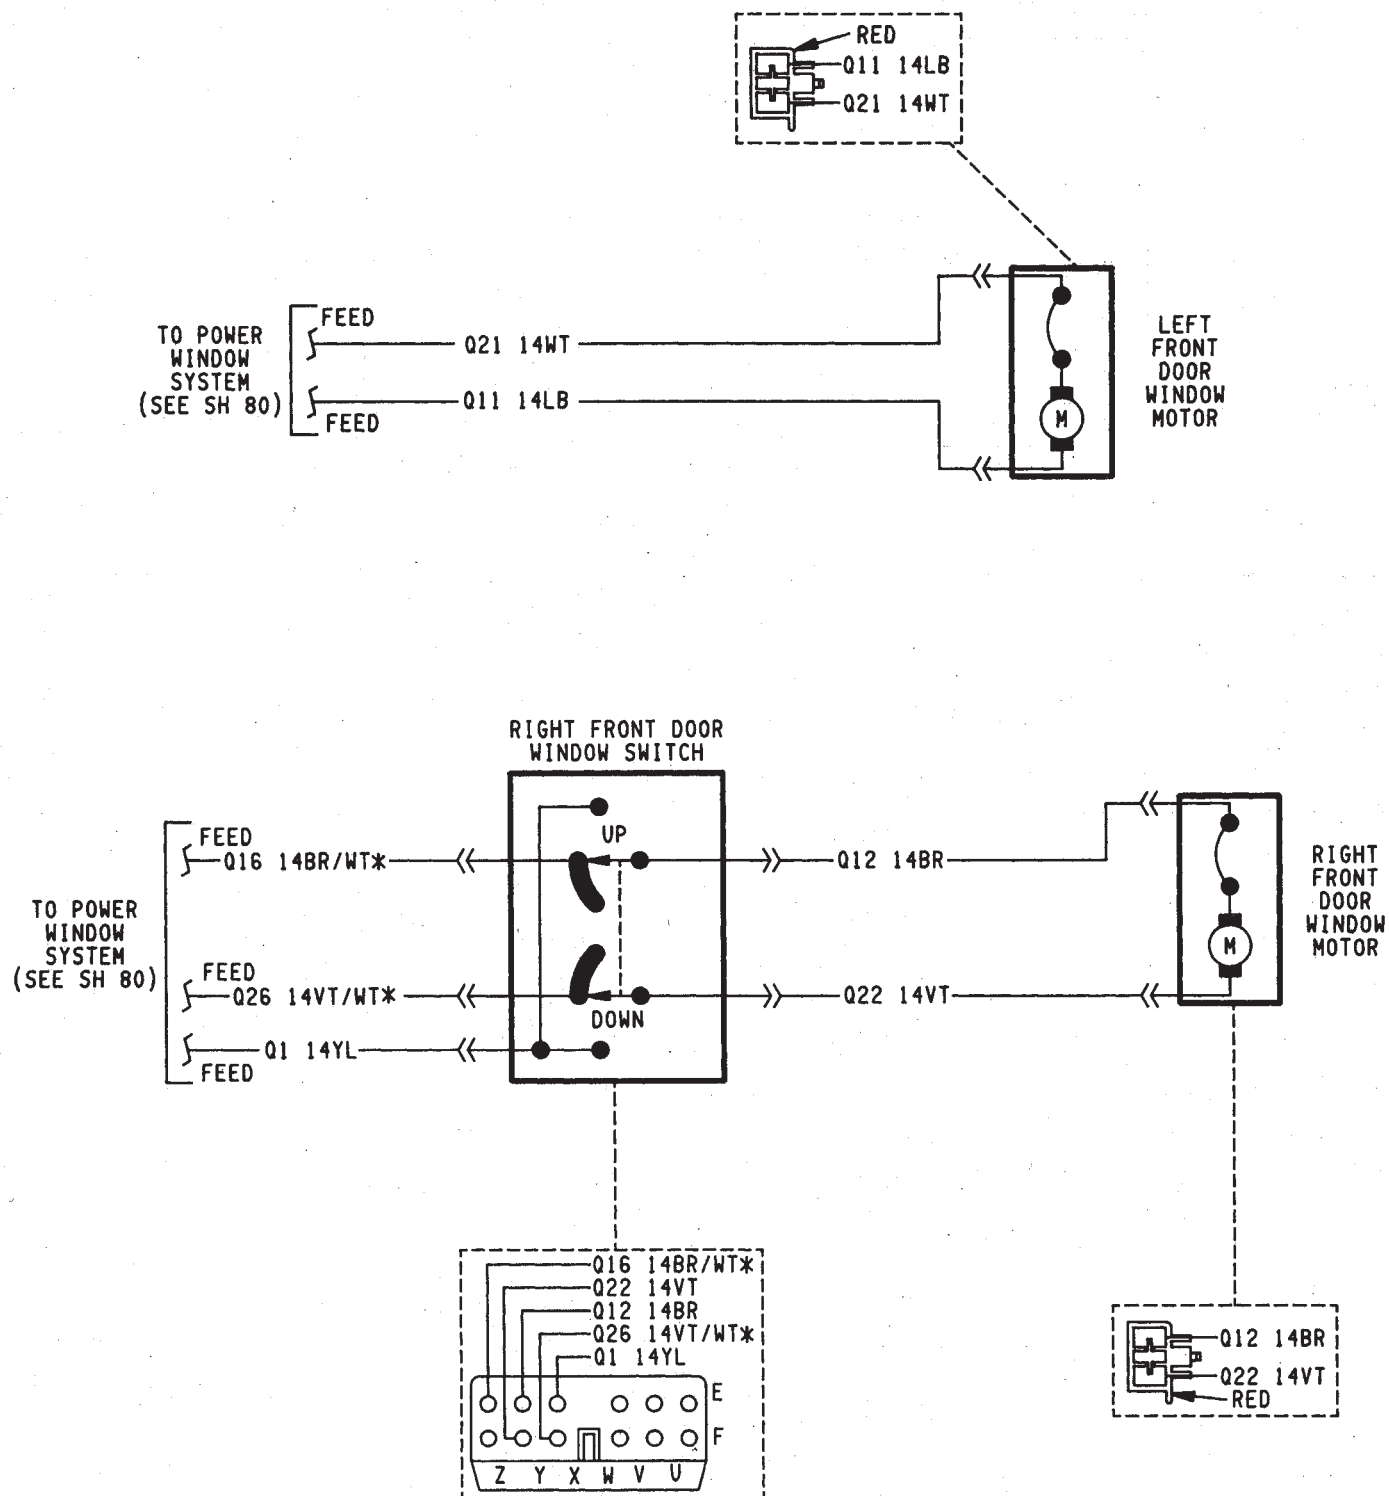 RED
Q11 14LB
Q21 14WT
FEED
Q21 14WT
TO POWER
WINDOW
SYSTEM
(SEE SH 80)
Q11 14LB
FEED
LEFT
FRONT
DOOR
WINDOW
MOTOR
M
RIGHT FRONT DOOR
WINDOW SWITCH
FEED
Q16 14BR/WT*
UP
Q12 14BR
TO POWER
WINDOW
SYSTEM
(SEE SH 80)
FEED
Q26 14VT/WT*
DOWN
Q22 14VT
Q1 14YL
FEED
RIGHT
FRONT
DOOR
WINDOW
MOTOR
M
Q16 14BR/WT*
Q22 14VT
Q12 14BR
Q26 14VT/WT*
Q1 14YL
E
F
Z Y X W V U
Q12 14BR
Q22 14VT
RED